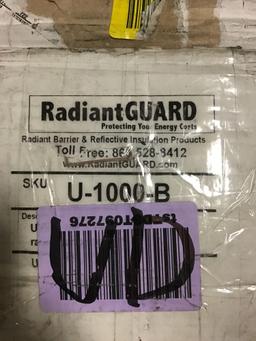 RadiantGUARD
Protecting Your Energy Costs
Radiant Barrier & Reflective Insulation Products
Toll Free: 866-528-8412
www.RadiantGUARD.com
SKU U-1000-B
UD